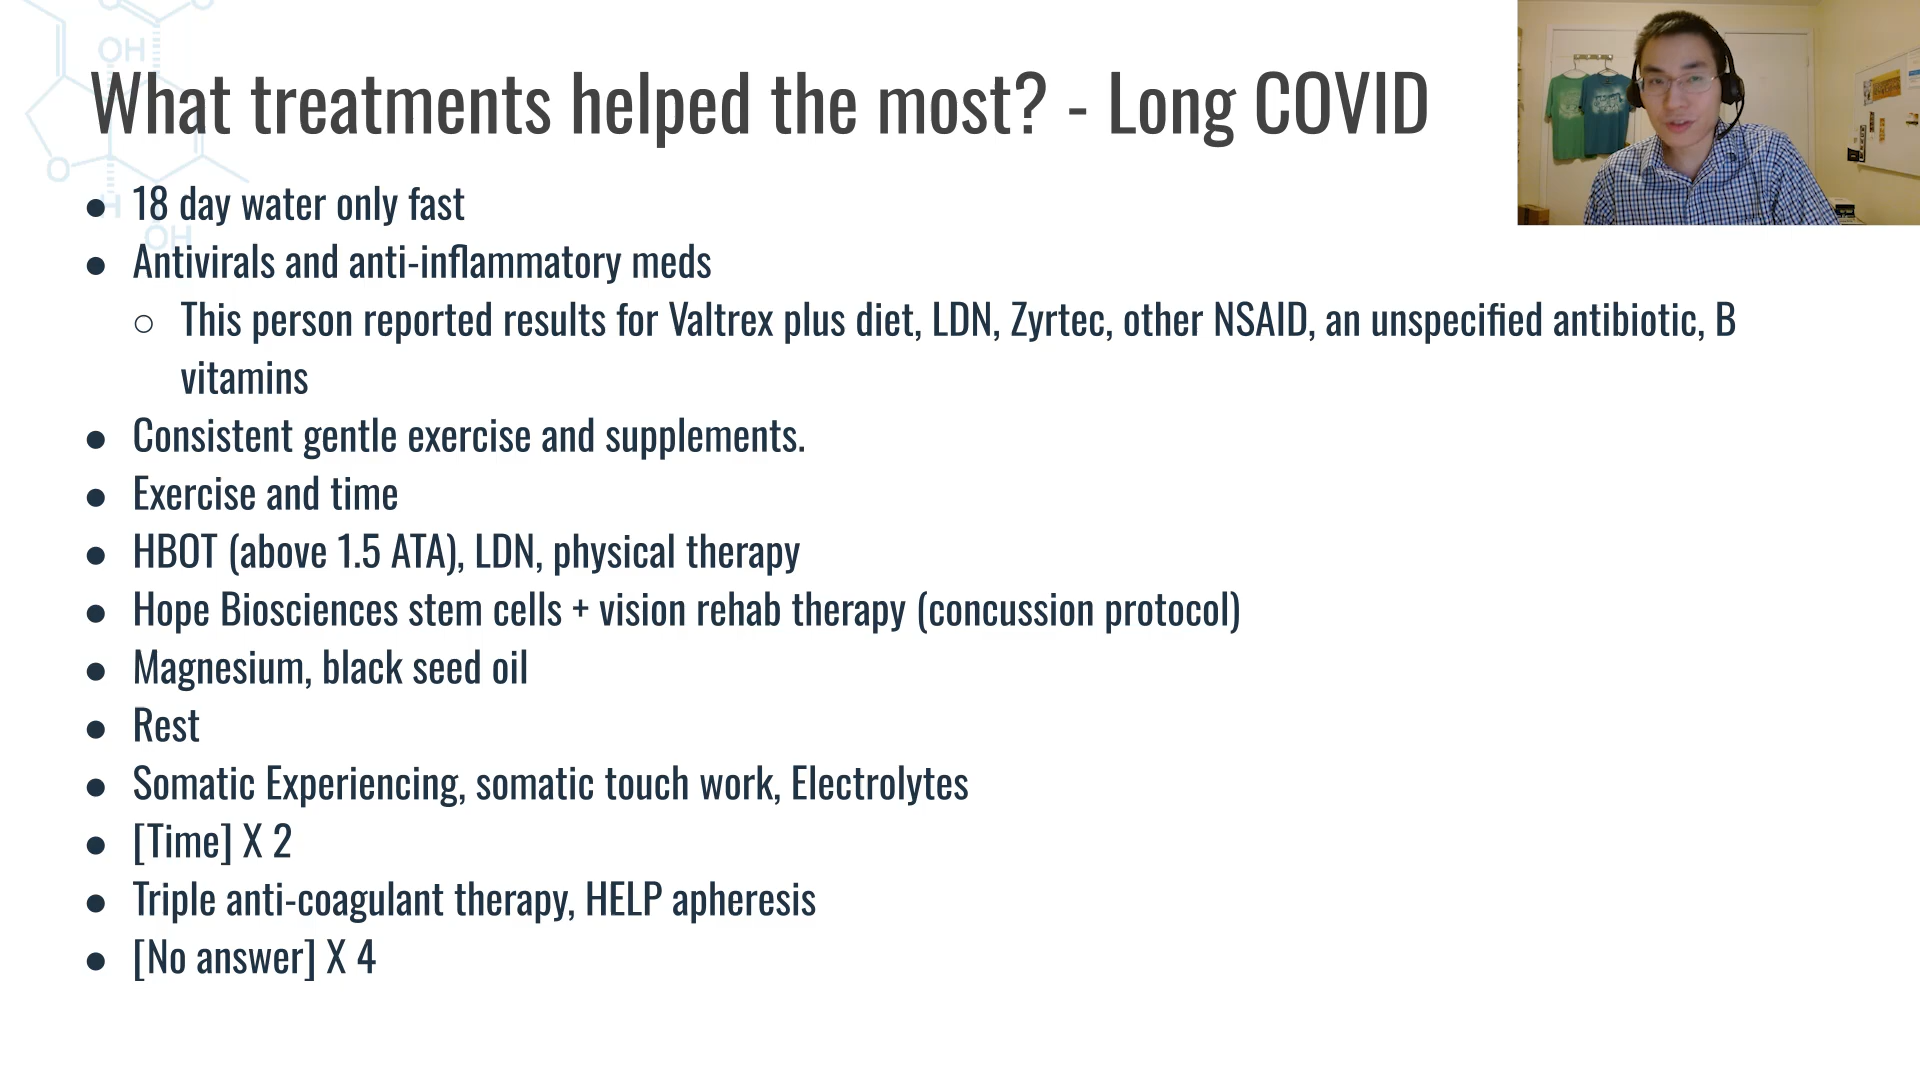 What treatments helped the most? - Long COVID
● 18 day water only fast
● Antivirals and anti-inflammatory meds
○ This person reported results for Valtrex plus diet, LDN, Zyrtec, other NSAID, an unspecified antibiotic, B
vitamins
● Consistent gentle exercise and supplements.
● Exercise and time
● HBOT (above 1.5 ATA), LDN, physical therapy
● Hope Biosciences stem cells + vision rehab therapy (concussion protocol)
● Magnesium, black seed oil
● Rest
● Somatic Experiencing, somatic touch work, Electrolytes
● [Time] X 2
● Triple anti-coagulant therapy, HELP apheresis
● [No answer] X 4
OH
O
H
OH